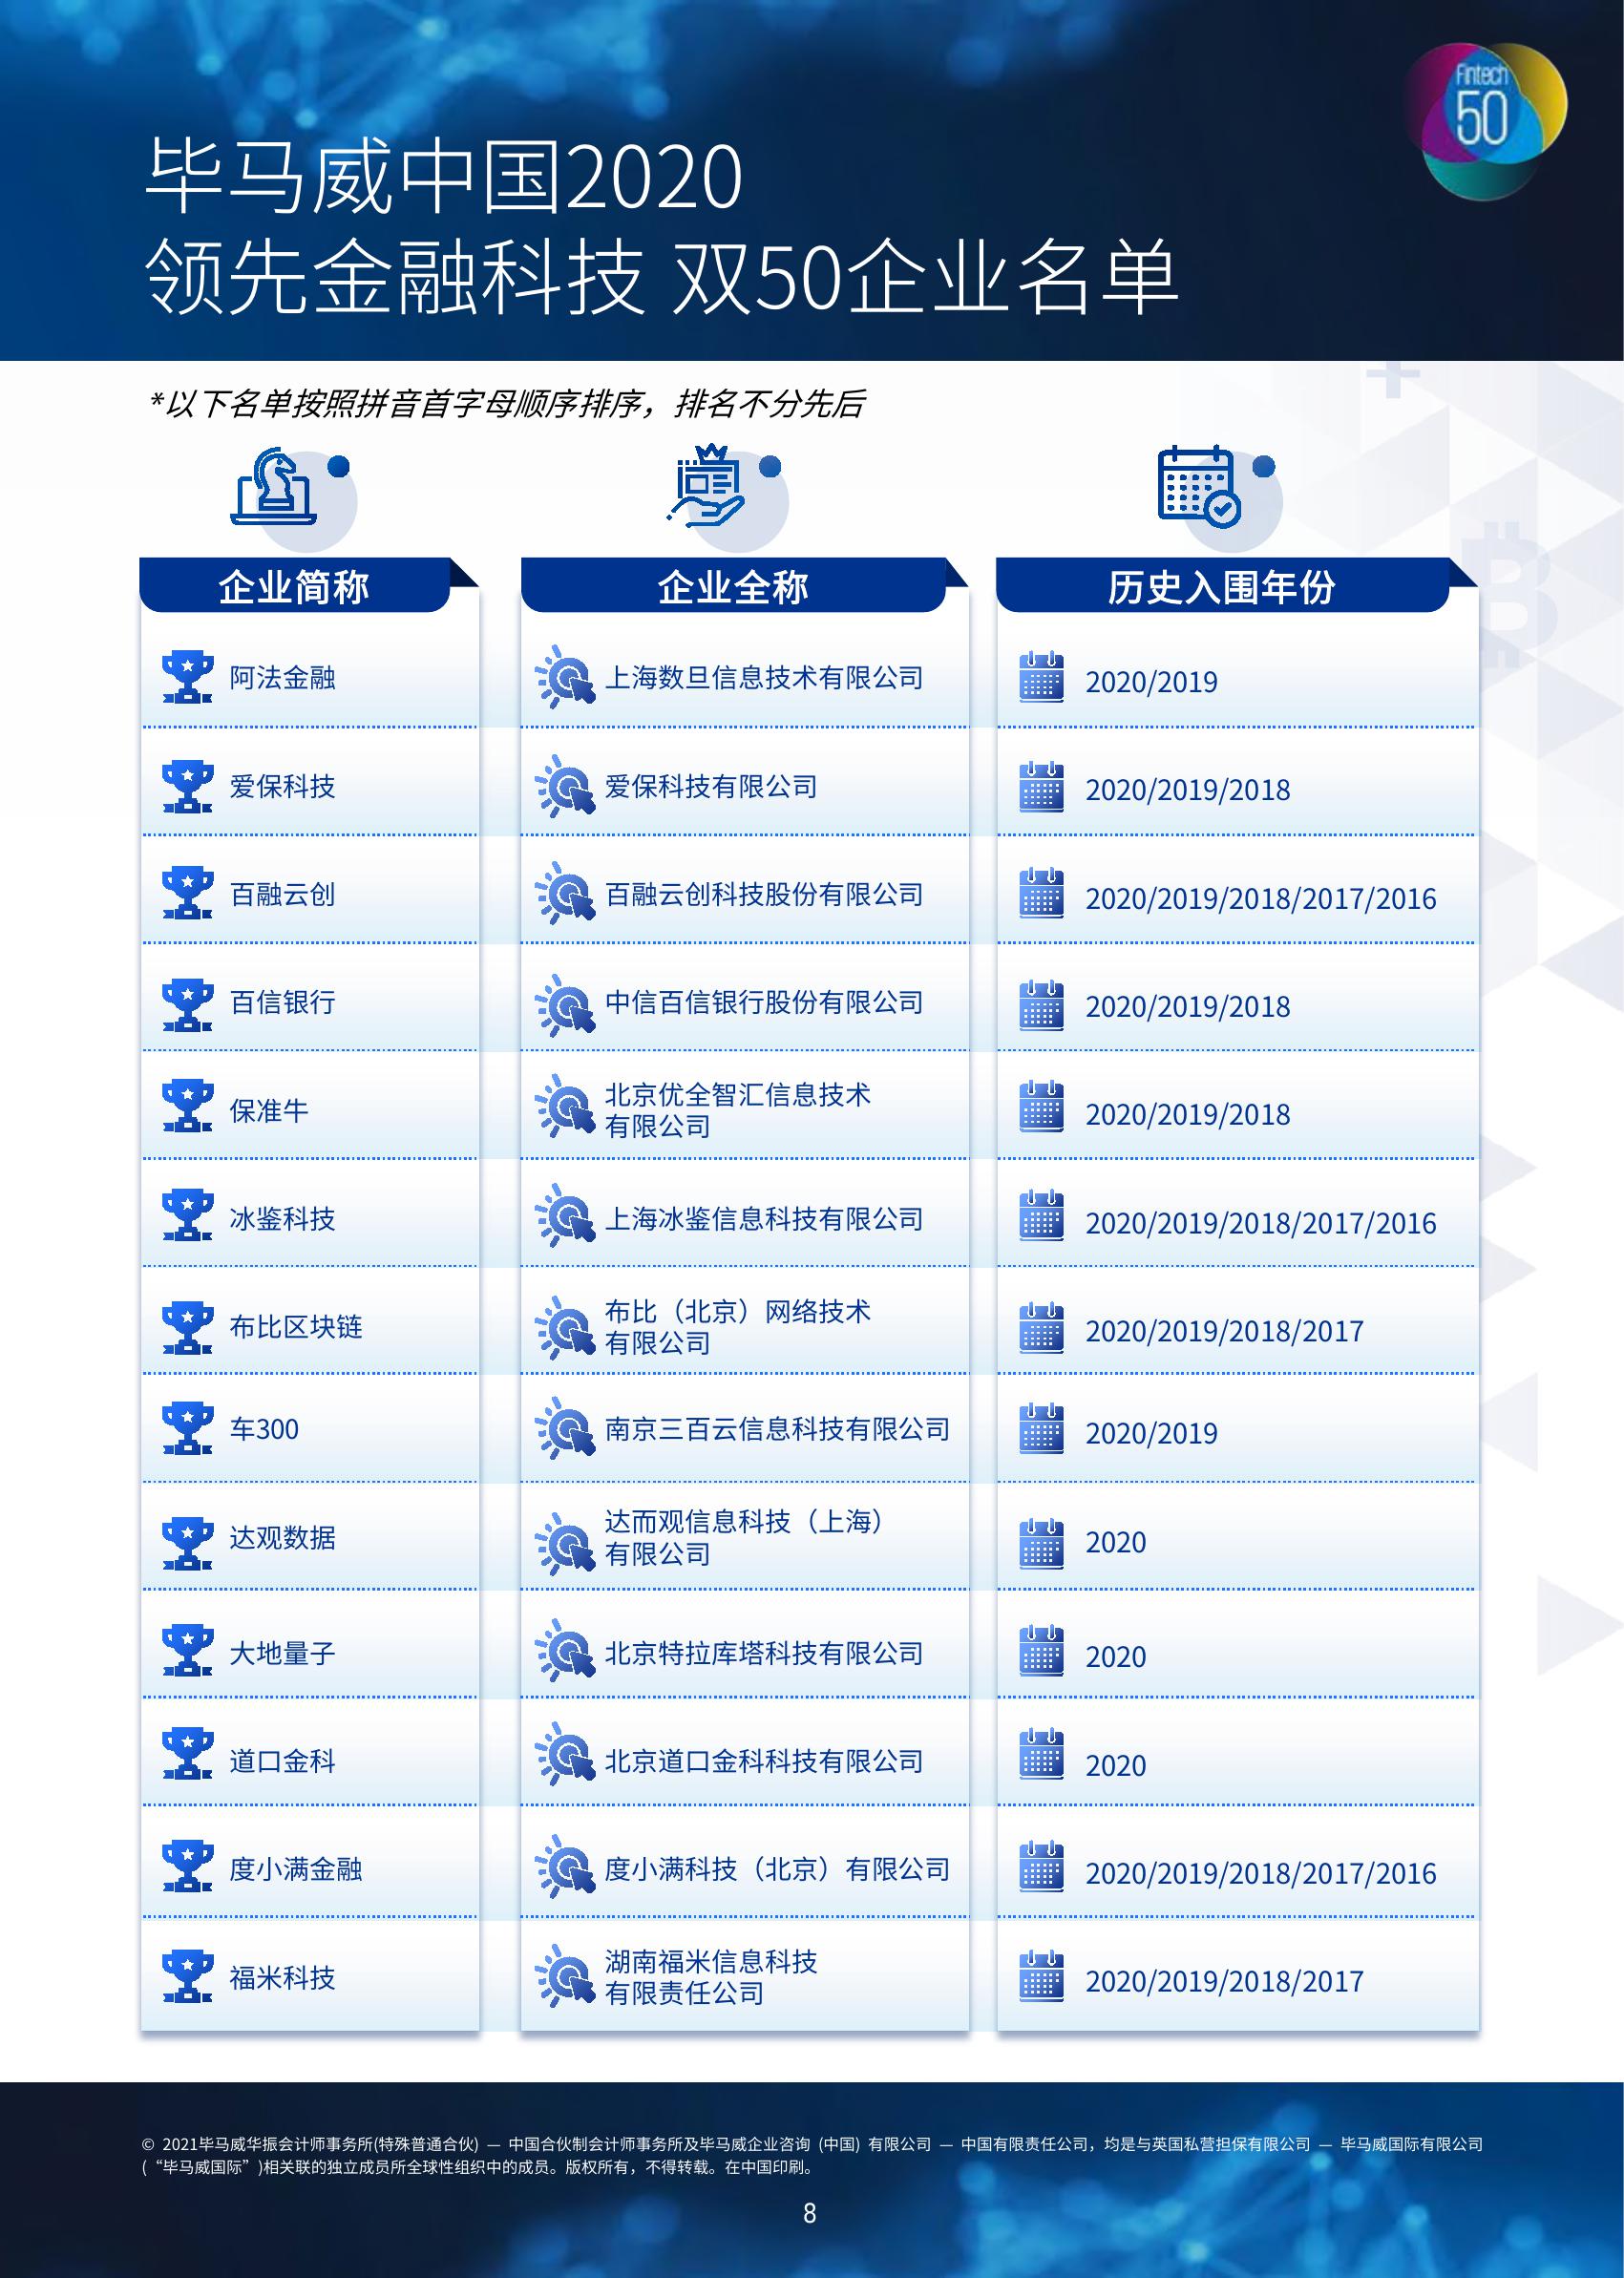 Fintech
50
毕马威中国2020
领先金融科技 双50企业名单
*以下名单按照拼音首字母顺序排序，排名不分先后
企业简称 企业全称 历史入围年份
阿法金融 上海数旦信息技术有限公司 2020/2019
爱保科技 爱保科技有限公司 2020/2019/2018
百融云创 百融云创科技股份有限公司 2020/2019/2018/2017/2016
百信银行 中信百信银行股份有限公司 2020/2019/2018
保准牛 北京优全智汇信息技术
有限公司 2020/2019/2018
冰鉴科技 上海冰鉴信息科技有限公司 2020/2019/2018/2017/2016
布比区块链 布比（北京）网络技术
有限公司 2020/2019/2018/2017
车300 南京三百云信息科技有限公司 2020/2019
达观数据 达而观信息科技（上海）
有限公司 2020
大地量子 北京特拉库塔科技有限公司 2020
道口金科 北京道口金科科技有限公司 2020
度小满金融 度小满科技（北京）有限公司 2020/2019/2018/2017/2016
福米科技 湖南福米信息科技
有限责任公司 2020/2019/2018/2017
© 2021毕马威华振会计师事务所(特殊普通合伙) — 中国合伙制会计师事务所及毕马威企业咨询 (中国) 有限公司 — 中国有限责任公司，均是与英国私营担保有限公司 — 毕马威国际有限公司
(“毕马威国际”)相关联的独立成员所全球性组织中的成员。版权所有，不得转载。在中国印刷。
8